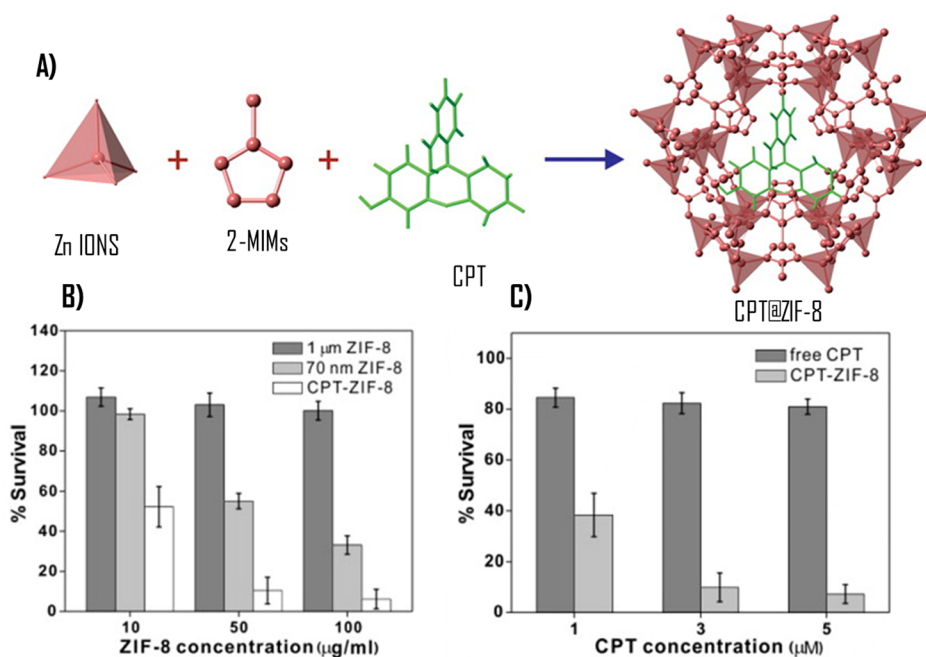 A)
+
+
Zn IONS
2-MIMs
CPT
CPT@ZIF-8
B)
140
120
100
80
60
40
20
0
% Survival
1 μm ZIF-8
70 nm ZIF-8
CPT-ZIF-8
10
50
100
ZIF-8 concentration (μg/ml)
C)
100
80
60
40
20
0
% Survival
free CPT
CPT-ZIF-8
1
3
5
CPT concentration (μM)